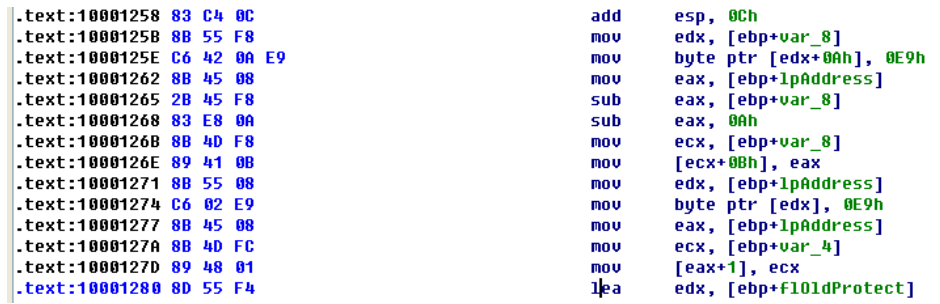 .text:10001258 83 C4 0C add esp, 0Ch
.text:1000125B 8B 55 F8 mov edx, [ebp+var_8]
.text:1000125E C6 42 0A E9 mov byte ptr [edx+0Ah], 0E9h
.text:10001262 8B 45 08 mov eax, [ebp+lpAddress]
.text:10001265 2B 45 F8 sub eax, [ebp+var_8]
.text:10001268 83 E8 0A sub eax, 0Ah
.text:1000126B 8B 4D F8 mov ecx, [ebp+var_8]
.text:1000126E 89 41 0B mov [ecx+0Bh], eax
.text:10001271 8B 55 08 mov edx, [ebp+lpAddress]
.text:10001274 C6 02 E9 mov byte ptr [edx], 0E9h
.text:10001277 8B 45 08 mov eax, [ebp+lpAddress]
.text:1000127A 8B 4D FC mov ecx, [ebp+var_4]
.text:1000127D 89 48 01 mov [eax+1], ecx
.text:10001280 8D 55 F4 lea edx, [ebp+flOldProtect]